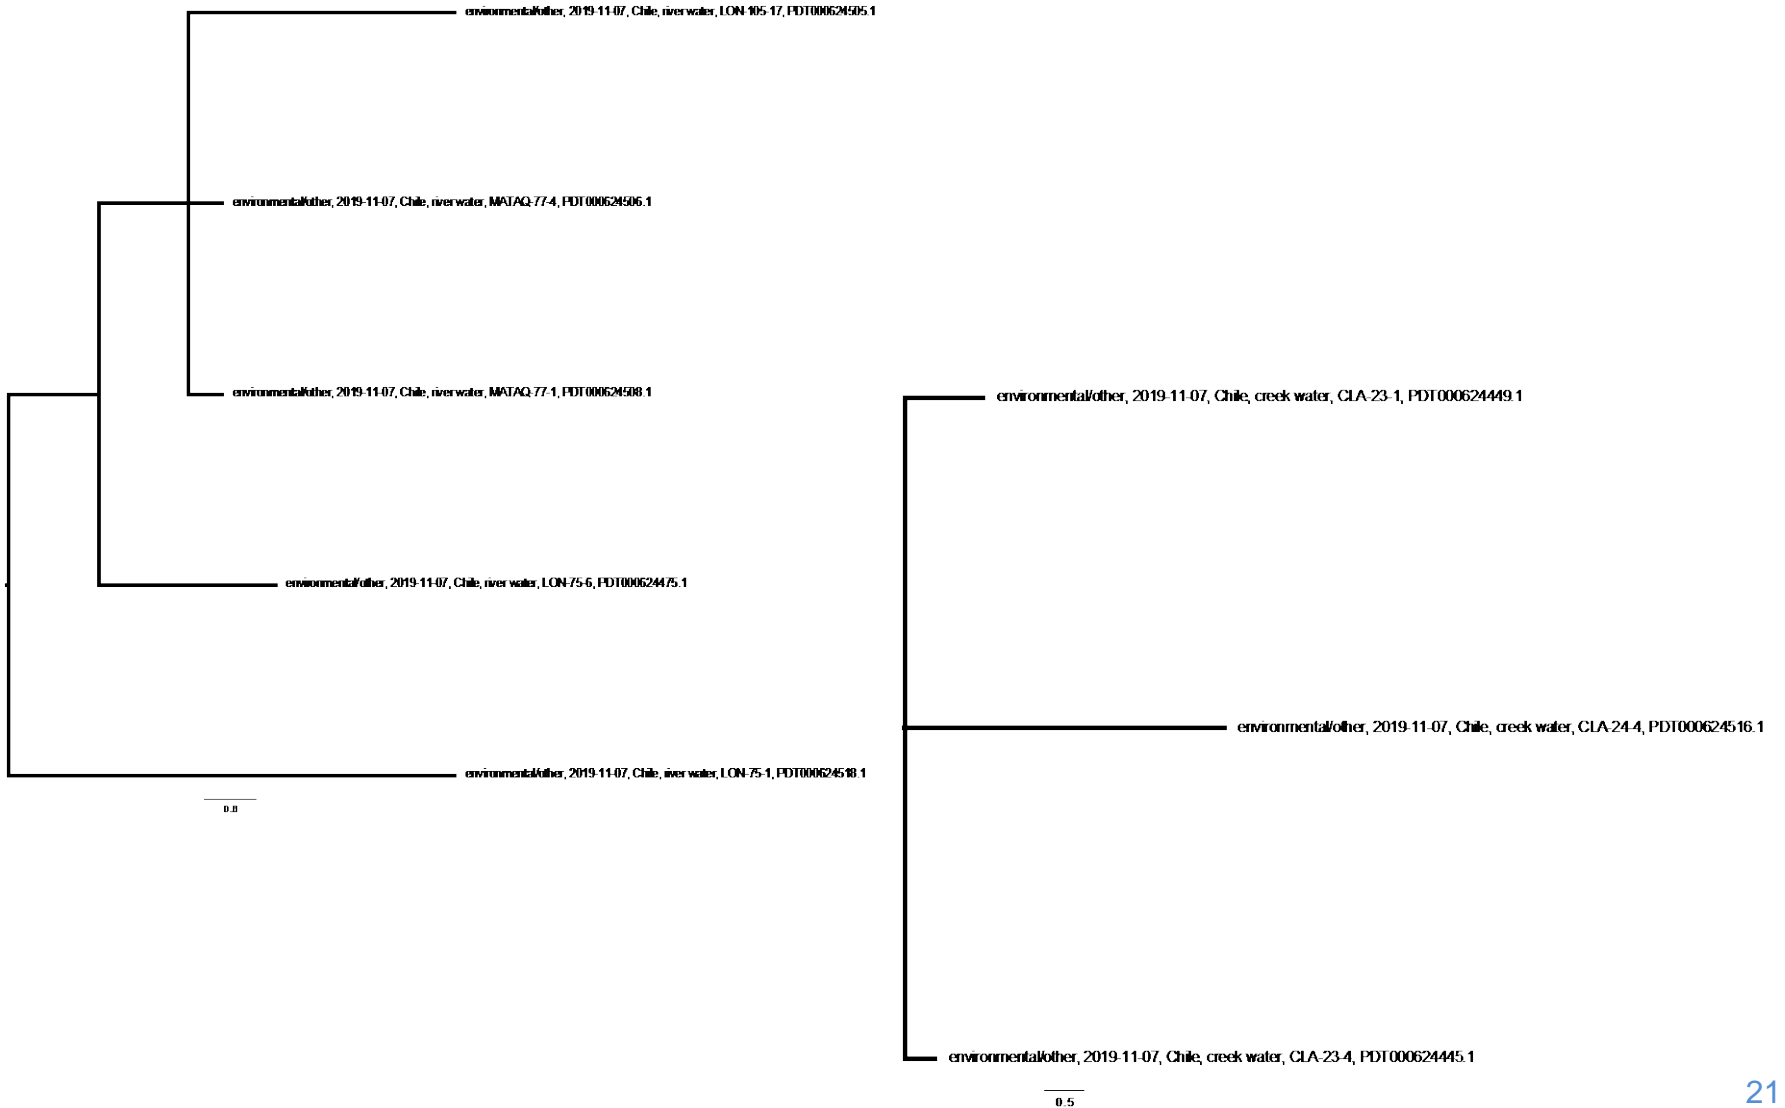 environmental/other, 2019-11-07, Chile, river water, LON-105-17, PDT000624505.1
environmental/other, 2019-11-07, Chile, river water, MATAQ-77-4, PDT000624506.1
environmental/other, 2019-11-07, Chile, river water, MATAQ-77-1, PDT000624508.1
environmental/other, 2019-11-07, Chile, river water, LON-75-6, PDT000624475.1
environmental/other, 2019-11-07, Chile, river water, LON-75-1, PDT000624518.1
environmental/other, 2019-11-07, Chile, creek water, CLA-23-1, PDT000624449.1
environmental/other, 2019-11-07, Chile, creek water, CLA-24-4, PDT000624516.1
environmental/other, 2019-11-07, Chile, creek water, CLA-23-4, PDT000624445.1
0.5
21